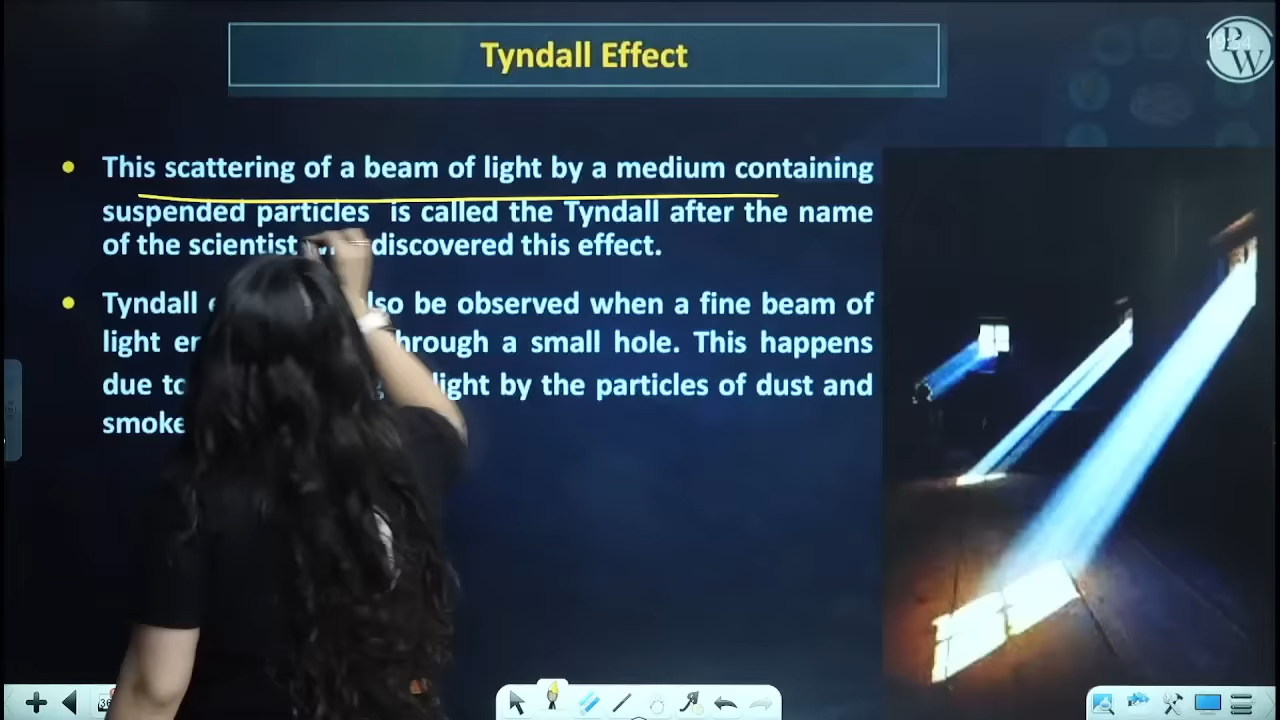 Tyndall Effect
PW
This scattering of a beam of light by a medium containing
suspended particles is called the Tyndall after the name
of the scientist discovered this effect.
Tyndall also be observed when a fine beam of
light through a small hole. This happens
due to light by the particles of dust and
smoke
36